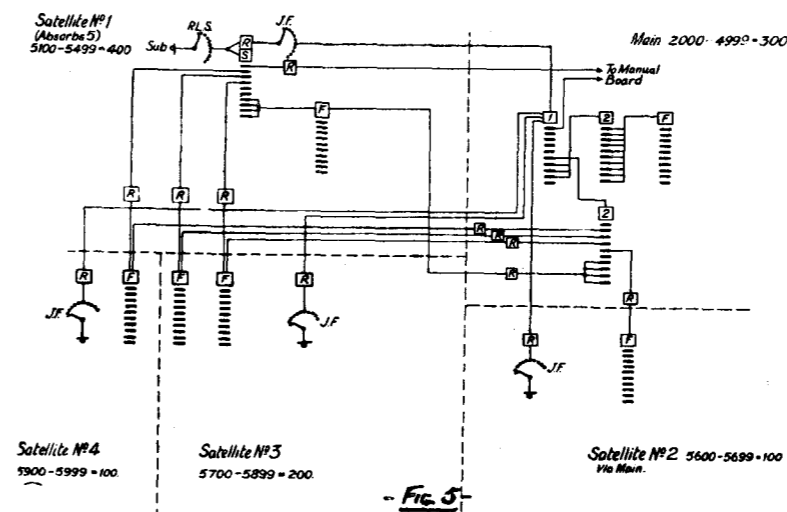 Satellite Nº1
(Absorbs 5)
5100-5499=400
Sub
R.L.S.
R
S
J.F.
R
Main 2000-4999=300
To Manual
Board
F
1
2
F
2
R
R
R
R
R
R
R
R
F
F
F
R
J.F.
J.F.
R
R
F
J.F.
Satellite Nº4
5900-5999=100.
Satellite Nº3
5700-5899=200.
Satellite Nº2 5600-5699=100
Via Main.
- FIG 5 -